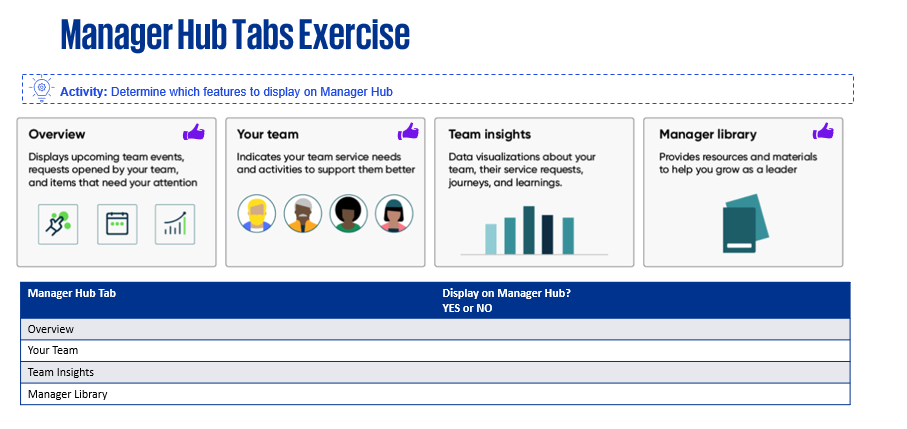 Manager Hub Tabs Exercise
Activity: Determine which features to display on Manager Hub
Overview
Displays upcoming team events,
requests opened by your team,
and items that need your attention
Your team
Indicates your team service needs
and activities to support them better
Team insights
Data visualizations about your
team, their service requests,
journeys, and learnings.
Manager library
Provides resources and materials
to help you grow as a leader
Manager Hub Tab
Display on Manager Hub?
YES or NO
Overview
Your Team
Team Insights
Manager Library